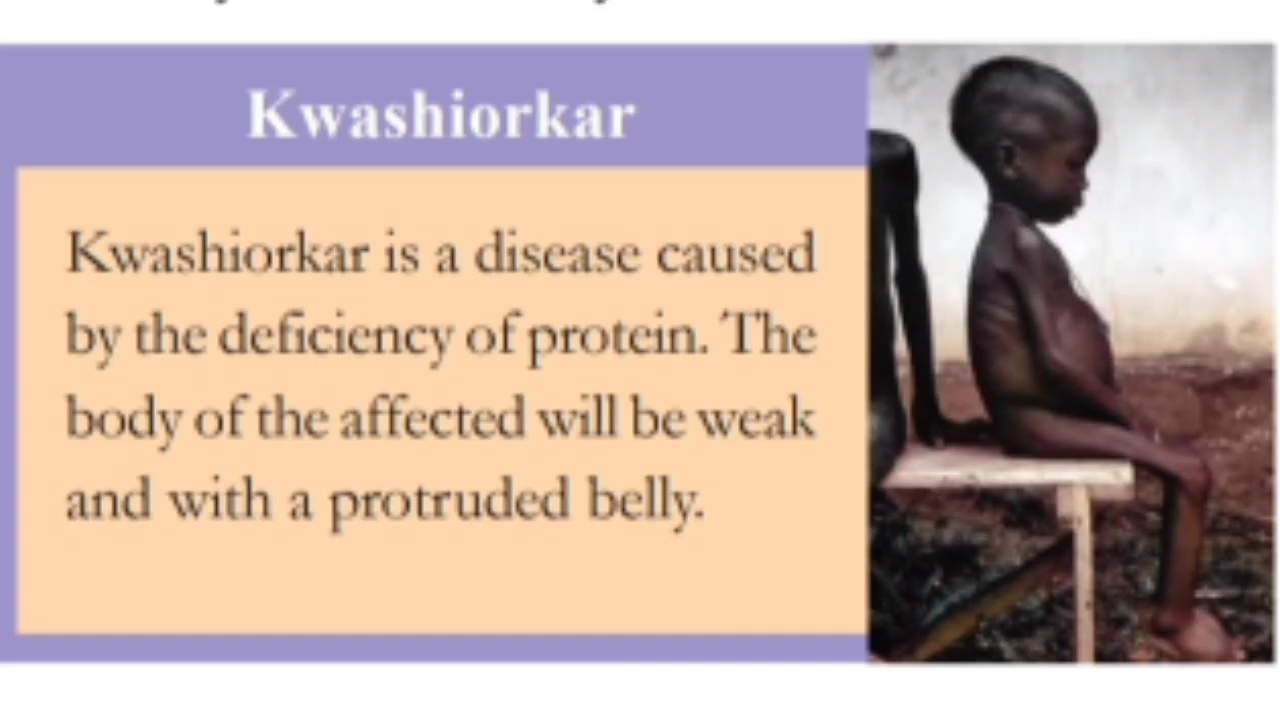 Kwashiorkar
Kwashiorkar is a disease caused
by the deficiency of protein. The
body of the affected will be weak
and with a protruded belly.